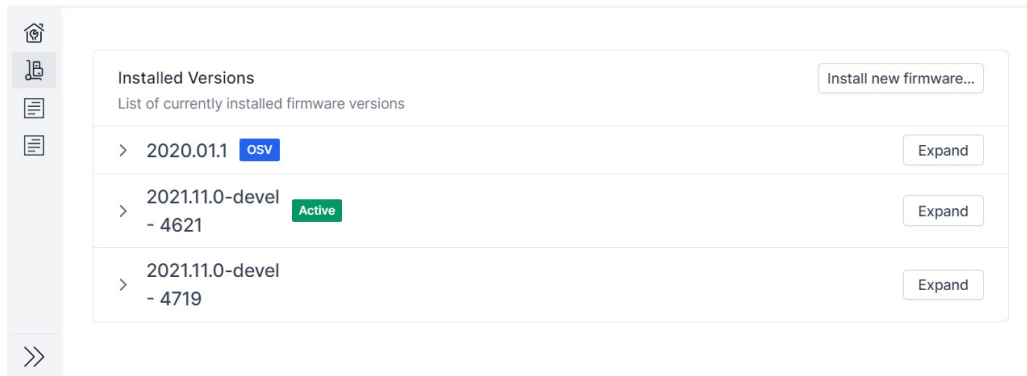 Installed Versions
Install new firmware...
List of currently installed firmware versions
2020.01.1 OSV
Expand
2021.11.0-devel
- 4621
Active
Expand
2021.11.0-devel
- 4719
Expand